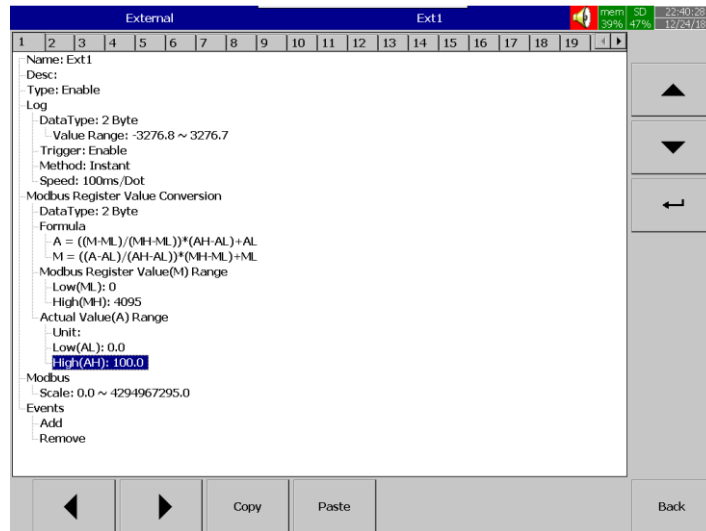 External Ext1 mem 39% SD 47% 22:40:28 12/24/18
1 2 3 4 5 6 7 8 9 10 11 12 13 14 15 16 17 18 19
Name: Ext1
Desc:
Type: Enable
Log
DataType: 2 Byte
Value Range: -3276.8 ~ 3276.7
Trigger: Enable
Method: Instant
Speed: 100ms/Dot
Modbus Register Value Conversion
DataType: 2 Byte
Formula
A = ((M-ML)/(MH-ML))*(AH-AL)+AL
M = ((A-AL)/(AH-AL))*(MH-ML)+ML
Modbus Register Value(M) Range
Low(ML): 0
High(MH): 4095
Actual Value(A) Range
Unit:
Low(AL): 0.0
High(AH): 100.0
Modbus
Scale: 0.0 ~ 4294967295.0
Events
Add
Remove
Copy Paste Back